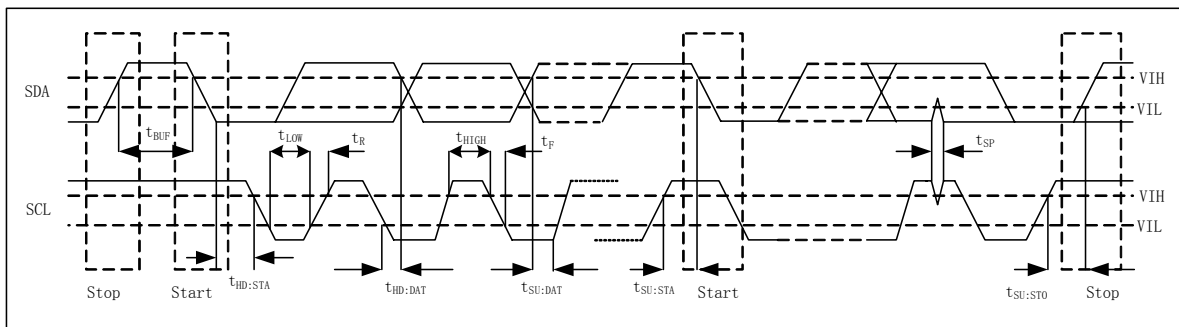 SDA
VIH
VIL
tBUF
tLOW
tR
tHIGH
tF
tSP
SCL
VIH
VIL
tHD:STA
tHD:DAT
tSU:DAT
tSU:STA
tSU:STO
Stop
Start
Start
Stop